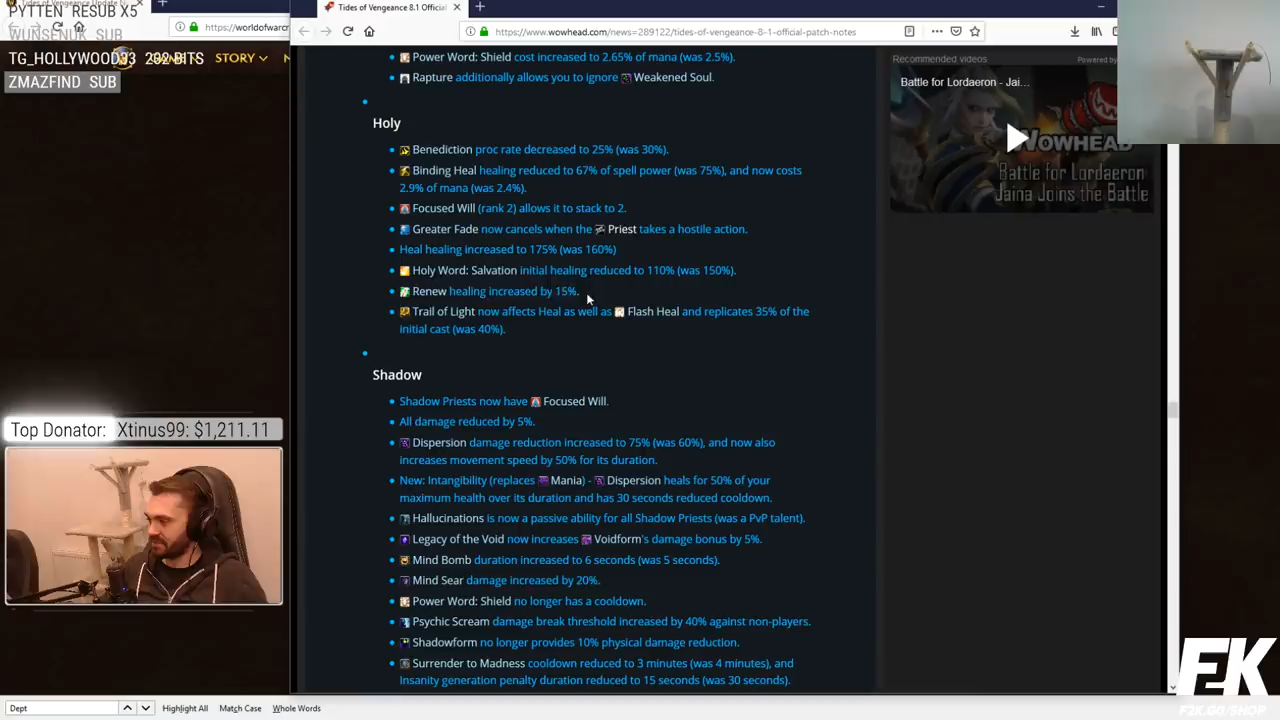 PYTTEN RESUB X5
WUNSENUK SUB
TG_HOLLYWOOD93 232 BITS
ZMAZFIND SUB
STORY
https://worldofwarcr
Tides of Vengeance 8.1 Official
https://www.wowhead.com/news=289122/tides-of-vengeance-8-1-official-patch-notes
Power Word: Shield cost increased to 2.65% of mana (was 2.5%).
Rapture additionally allows you to ignore Weakened Soul.
Holy
Benediction proc rate decreased to 25% (was 30%).
Binding Heal healing reduced to 67% of spell power (was 75%), and now costs
2.9% of mana (was 2.4%).
Focused Will (rank 2) allows it to stack to 2.
Greater Fade now cancels when the Priest takes a hostile action.
Heal healing increased to 175% (was 160%)
Holy Word: Salvation initial healing reduced to 110% (was 150%).
Renew healing increased by 15%.
Trail of Light now affects Heal as well as Flash Heal and replicates 35% of the
initial cast (was 40%).
Shadow
Shadow Priests now have Focused Will.
All damage reduced by 5%.
Dispersion damage reduction increased to 75% (was 60%), and now also
increases movement speed by 50% for its duration.
New: Intangibility (replaces Mania) - Dispersion heals for 50% of your
maximum health over its duration and has 30 seconds reduced cooldown.
Hallucinations is now a passive ability for all Shadow Priests (was a PvP talent).
Legacy of the Void now increases Voidform's damage bonus by 5%.
Mind Bomb duration increased to 6 seconds (was 5 seconds).
Mind Sear damage increased by 20%.
Power Word: Shield no longer has a cooldown.
Psychic Scream damage break threshold increased by 40% against non-players.
Shadowform no longer provides 10% physical damage reduction.
Surrender to Madness cooldown reduced to 3 minutes (was 4 minutes), and
Insanity generation penalty duration reduced to 15 seconds (was 30 seconds).
Recommended videos
Powered by
Battle for Lordaeron - Jai...
WOWHEAD
Battle for Lordaeron
Jaina Joins the Battle
Top Donator: Xtinus99: $1,211.11
F2K
F2K.GG/SHOP
Dept
Highlight All
Match Case
Whole Words